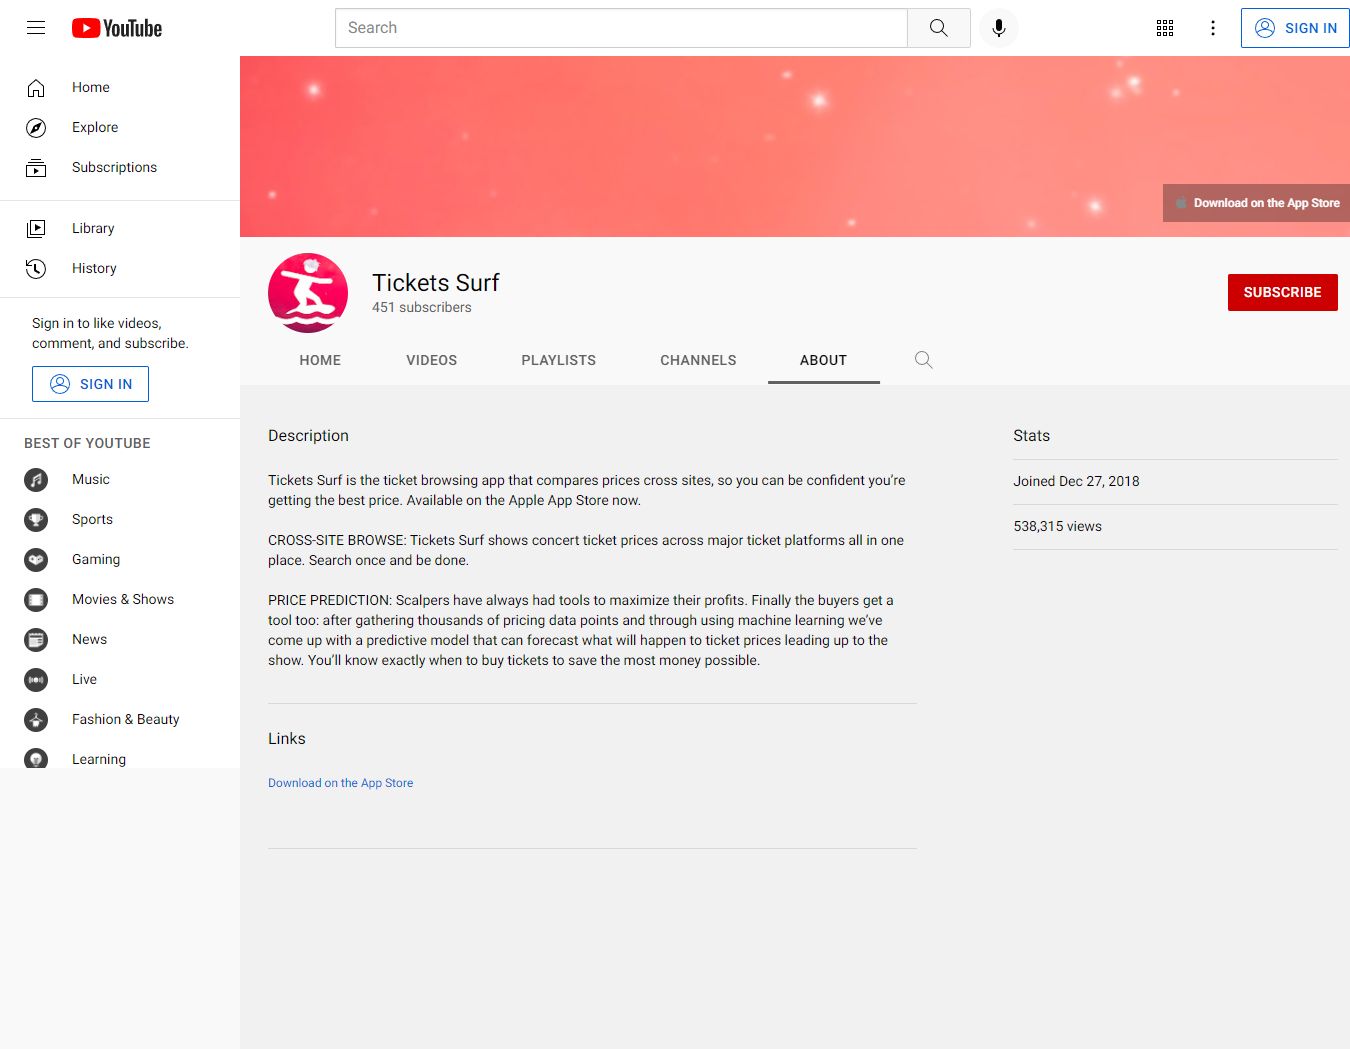 YouTube
Search
SIGN IN
Home
Explore
Subscriptions
Library
History
Sign in to like videos,
comment, and subscribe.
SIGN IN
BEST OF YOUTUBE
Music
Sports
Gaming
Movies & Shows
News
Live
Fashion & Beauty
Learning
Download on the App Store
Tickets Surf
451 subscribers
SUBSCRIBE
HOME
VIDEOS
PLAYLISTS
CHANNELS
ABOUT
Description
Tickets Surf is the ticket browsing app that compares prices cross sites, so you can be confident you’re
getting the best price. Available on the Apple App Store now.
CROSS-SITE BROWSE: Tickets Surf shows concert ticket prices across major ticket platforms all in one
place. Search once and be done.
PRICE PREDICTION: Scalpers have always had tools to maximize their profits. Finally the buyers get a
tool too: after gathering thousands of pricing data points and through using machine learning we’ve
come up with a predictive model that can forecast what will happen to ticket prices leading up to the
show. You’ll know exactly when to buy tickets to save the most money possible.
Links
Download on the App Store
Stats
Joined Dec 27, 2018
538,315 views